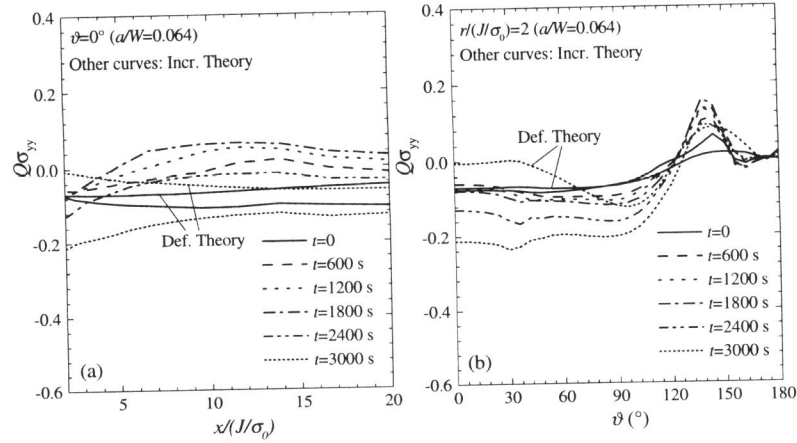 0.4
ϑ=0° (a/W=0.064)
Other curves: Incr. Theory
0.2
0.0
-0.2
-0.4
-0.6
Qσyy
Def. Theory
t=0
t=600 s
t=1200 s
t=1800 s
t=2400 s
t=3000 s
(a)
5
10
15
20
x/(J/σ0)
0.4
r/(J/σ0)=2 (a/W=0.064)
Other curves: Incr. Theory
0.2
0.0
-0.2
-0.4
-0.6
Qσyy
Def. Theory
t=0
t=600 s
t=1200 s
t=1800 s
t=2400 s
t=3000 s
(b)
0
30
60
90
120
150
180
ϑ (°)